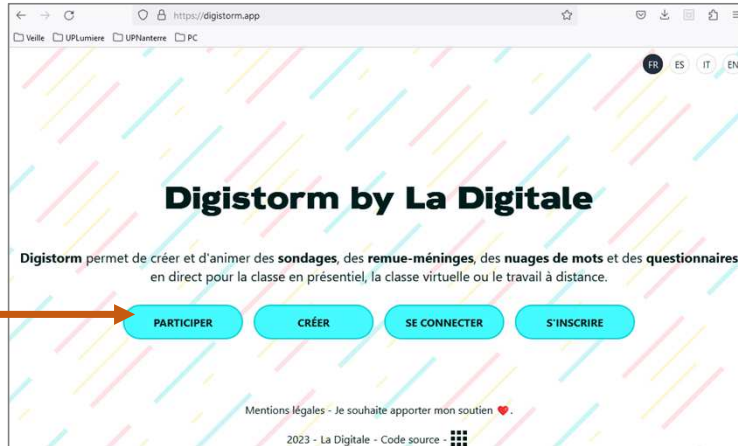 https://digistorm.app
Veille UPLumiere UPNanterre PC
FR ES IT EN
Digistorm by La Digitale
Digistorm permet de créer et d'animer des sondages, des remue-méninges, des nuages de mots et des questionnaires
en direct pour la classe en présentiel, la classe virtuelle ou le travail à distance.
PARTICIPER CRÉER SE CONNECTER S'INSCRIRE
Mentions légales - Je souhaite apporter mon soutien ❤️.
2023 - La Digitale - Code source -